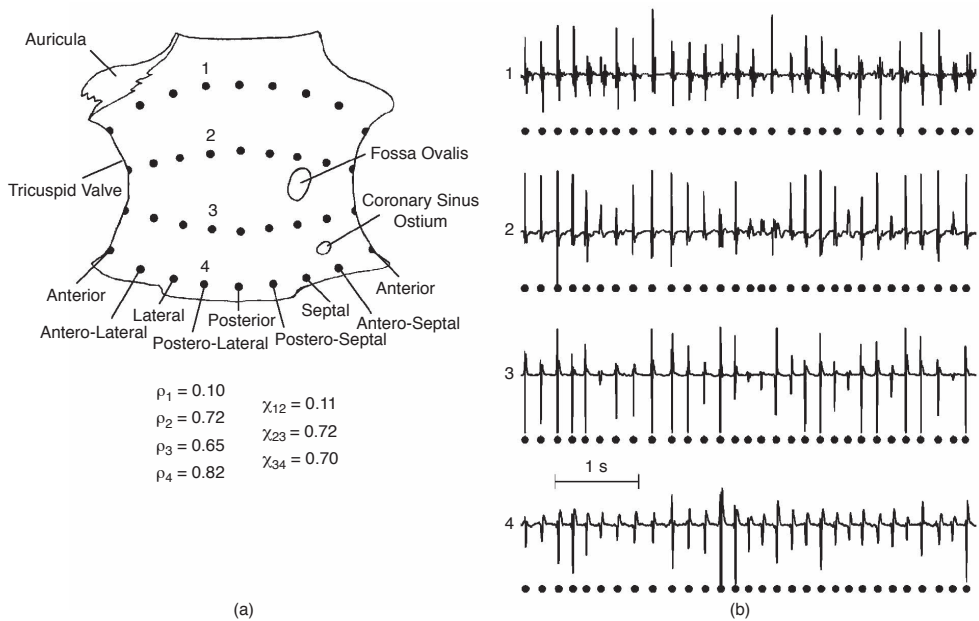 Auricula
1
2
Fossa Ovalis
Tricuspid Valve
Coronary Sinus
Ostium
3
4
Anterior
Anterior
Lateral
Septal
Posterior
Antero-Lateral
Antero-Septal
Postero-Lateral
Postero-Septal
ρ1 = 0.10
ρ2 = 0.72
ρ3 = 0.65
ρ4 = 0.82
χ12 = 0.11
χ23 = 0.72
χ34 = 0.70
(a)
1
2
3
1 s
4
(b)